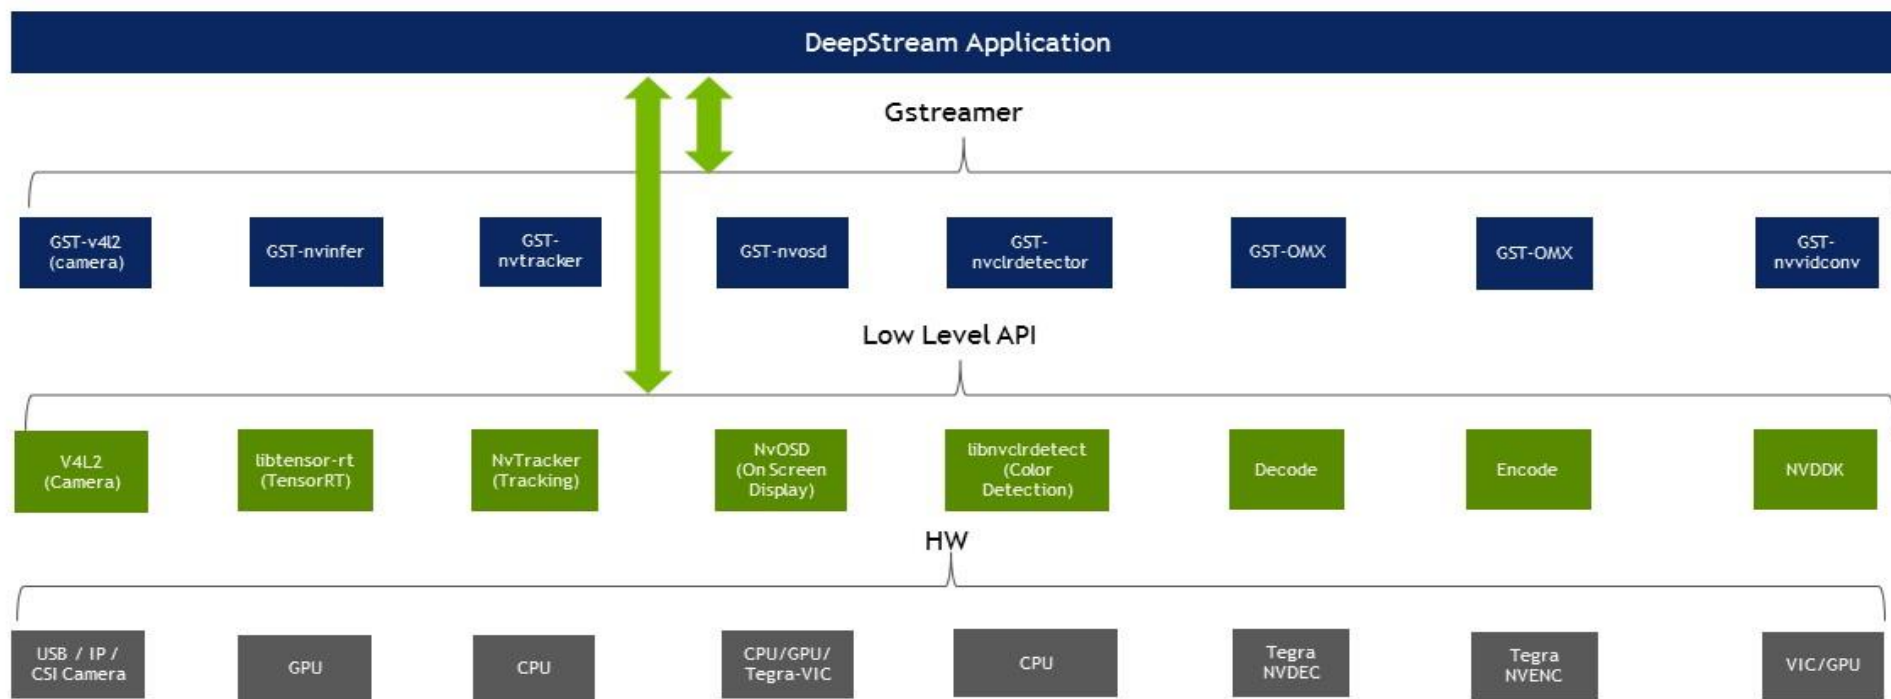 DeepStream Application
Gstreamer
GST-v4l2
(camera)
GST-nvinfer
GST-
nvtracker
GST-nvosd
GST-
nvclrdetector
GST-OMX
GST-OMX
GST-
nvvidconv
Low Level API
V4L2
(Camera)
libtensor-rt
(TensorRT)
NvTracker
(Tracking)
NvOSD
(On Screen
Display)
libnvclrdetect
(Color
Detection)
Decode
Encode
NVDDK
HW
USB / IP /
CSI Camera
GPU
CPU
CPU/GPU/
Tegra-VIC
CPU
Tegra
NVDEC
Tegra
NVENC
VIC/GPU